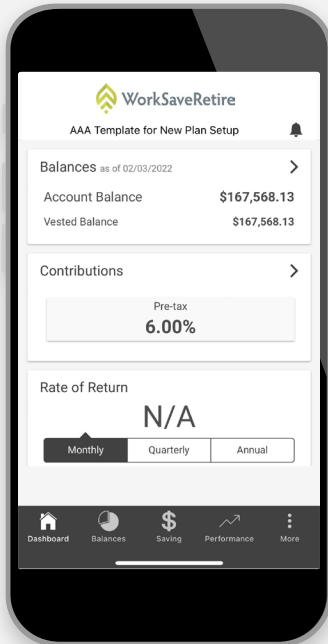 WorkSaveRetire
AAA Template for New Plan Setup
Balances as of 02/03/2022
Account Balance $167,568.13
Vested Balance $167,568.13
Contributions
Pre-tax
6.00%
Rate of Return
N/A
Monthly Quarterly Annual
Dashboard Balances Saving Performance More